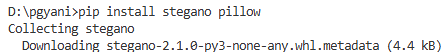 D:\pgyani>pip install stegano pillow
Collecting stegano
  Downloading stegano-2.1.0-py3-none-any.whl.metadata (4.4 kB)